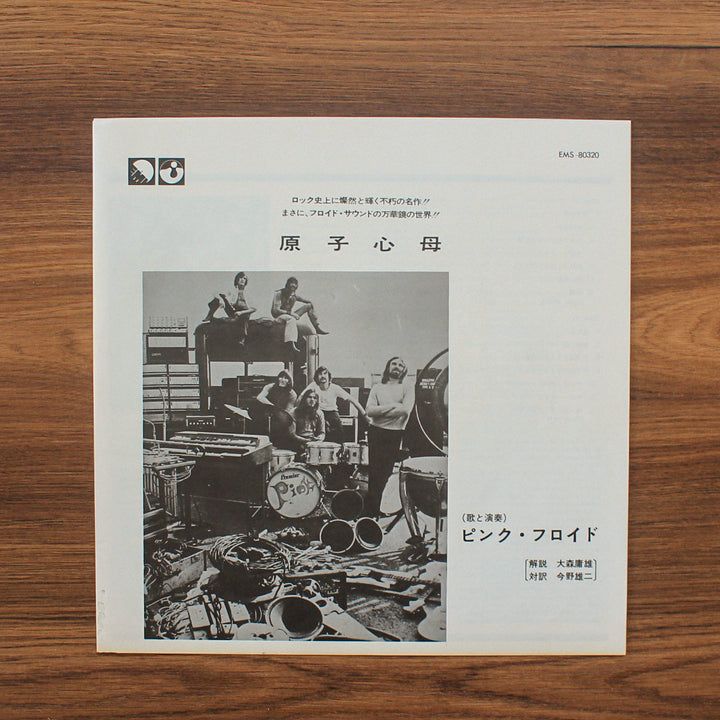 EMS-80320
ロック史上に燦然と輝く不朽の名作!!
まさに、フロイド・サウンドの万華鏡の世界!!
原子心母
Premier
Pink
(歌と演奏)
ピンク・フロイド
解説 大森庸雄
対訳 今野雄二